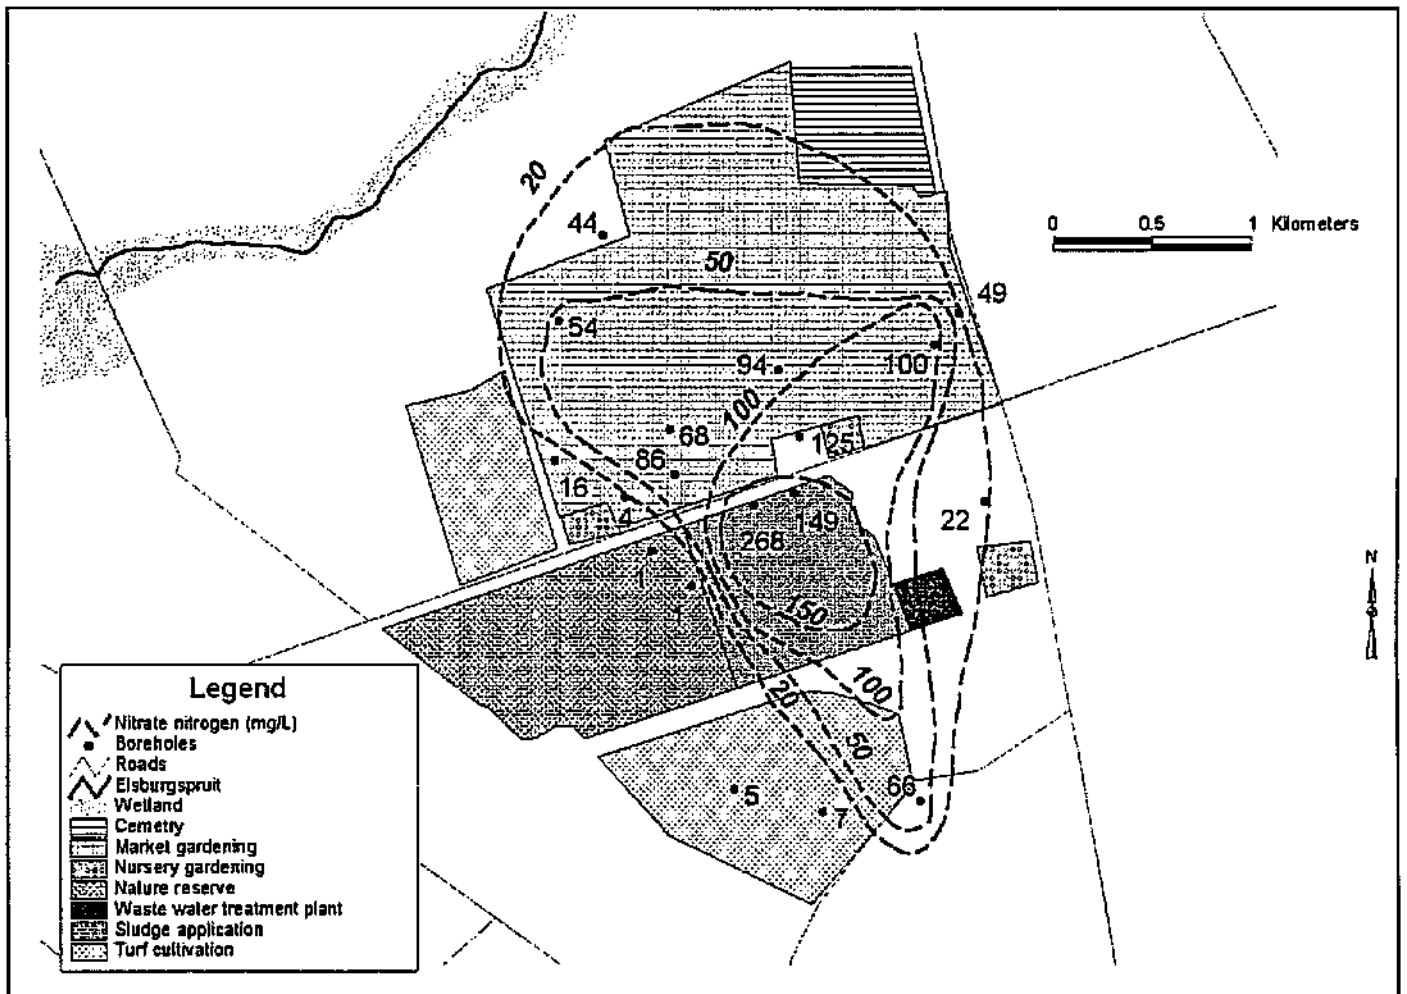 20
44
0 0.5 1 Kilometers
50
49
54
94
100
100
68
125
86
16
4
149
22
268
N
1
1
150
Legend
100
20
Nitrate nitrogen (mg/L)
Boreholes
50
Roads
Elsburgspruit
66
5
Wetland
7
Cemetry
Market gardening
Nursery gardening
Nature reserve
Waste water treatment plant
Sludge application
Turf cultivation